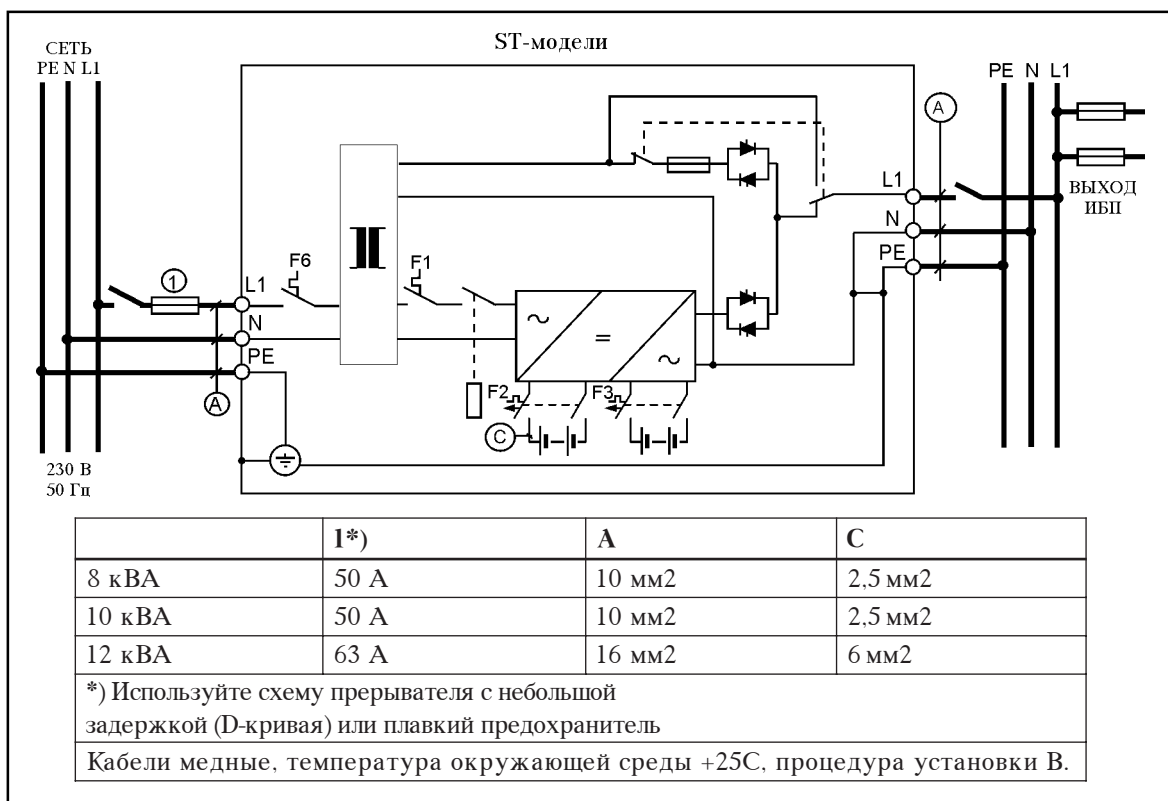 ST-модели
СЕТЬ
PE N L1
PE N L1
A
L1
ВЫХОД
ИБП
N
PE
1
L1
F6
F1
N
PE
~
=
~
A
F2
F3
C
230 В
50 Гц
1*) A C
8 кВА 50 А 10 мм2 2,5 мм2
10 кВА 50 А 10 мм2 2,5 мм2
12 кВА 63 А 16 мм2 6 мм2
*) Используйте схему прерывателя с небольшой
задержкой (D-кривая) или плавкий предохранитель
Кабели медные, температура окружающей среды +25С, процедура установки В.